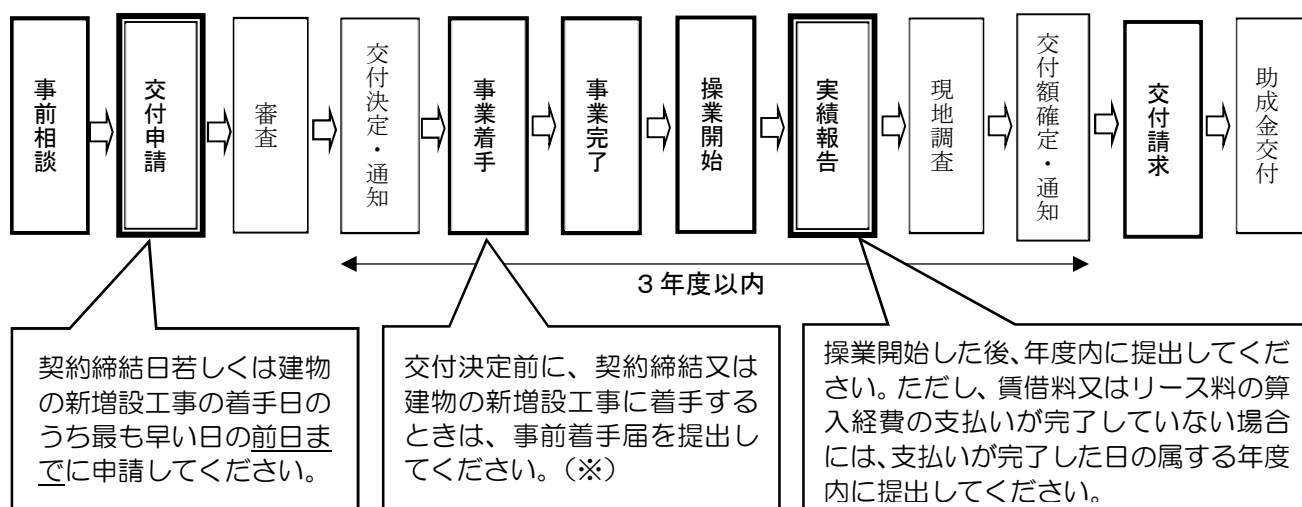 事前相談
交付申請
審査
交付決定・通知
事業着手
事業完了
操業開始
実績報告
現地調査
交付額確定・通知
交付請求
助成金交付
3年度以内
契約締結日若しくは建物
の新増設工事の着手日の
うち最も早い日の前日ま
でに申請してください。
交付決定前に、契約締結又は
建物の新増設工事に着手する
ときは、事前着手届を提出し
てください。（※）
操業開始した後、年度内に提出してくだ
さい。ただし、賃借料又はリース料の算
入経費の支払いが完了していない場合
には、支払いが完了した日の属する年度
内に提出してください。